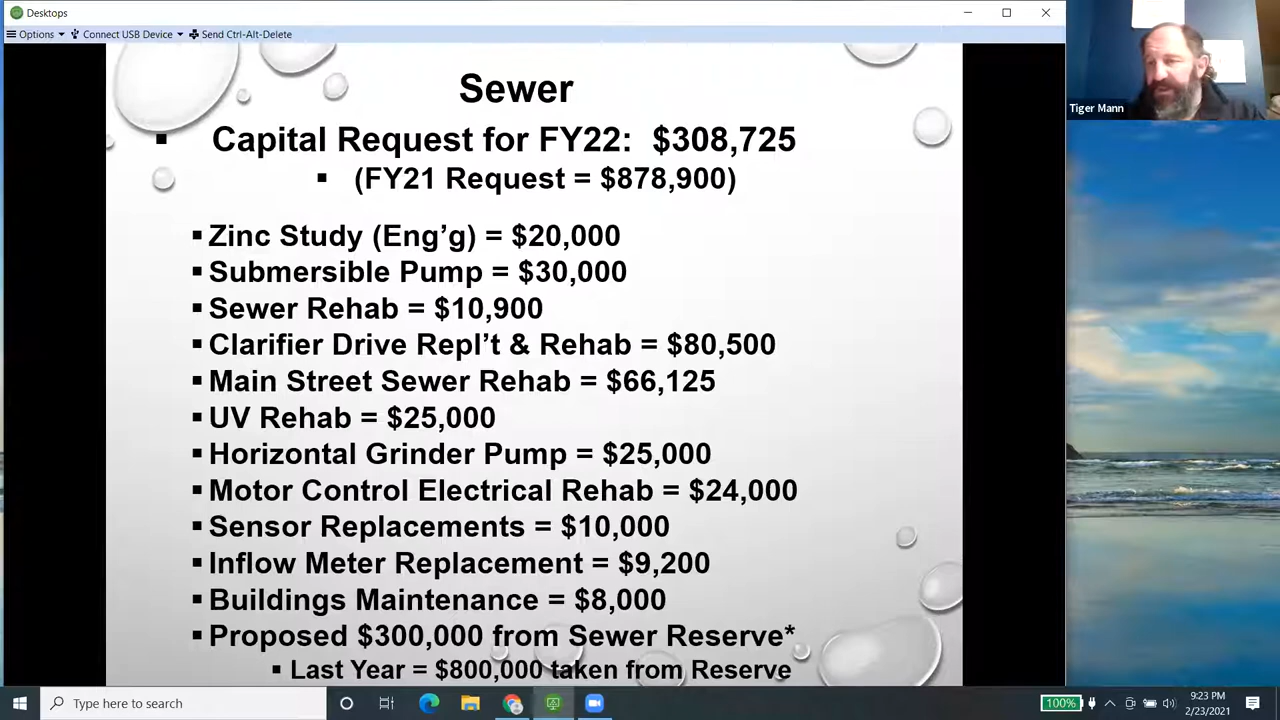 Desktops
Options Connect USB Device Send Ctrl-Alt-Delete
Tiger Mann
Sewer
▪ Capital Request for FY22: $308,725
▪ (FY21 Request = $878,900)
▪ Zinc Study (Eng’g) = $20,000
▪ Submersible Pump = $30,000
▪ Sewer Rehab = $10,900
▪ Clarifier Drive Repl’t & Rehab = $80,500
▪ Main Street Sewer Rehab = $66,125
▪ UV Rehab = $25,000
▪ Horizontal Grinder Pump = $25,000
▪ Motor Control Electrical Rehab = $24,000
▪ Sensor Replacements = $10,000
▪ Inflow Meter Replacement = $9,200
▪ Buildings Maintenance = $8,000
▪ Proposed $300,000 from Sewer Reserve*
▪ Last Year = $800,000 taken from Reserve
Type here to search
100%
9:23 PM
2/23/2021